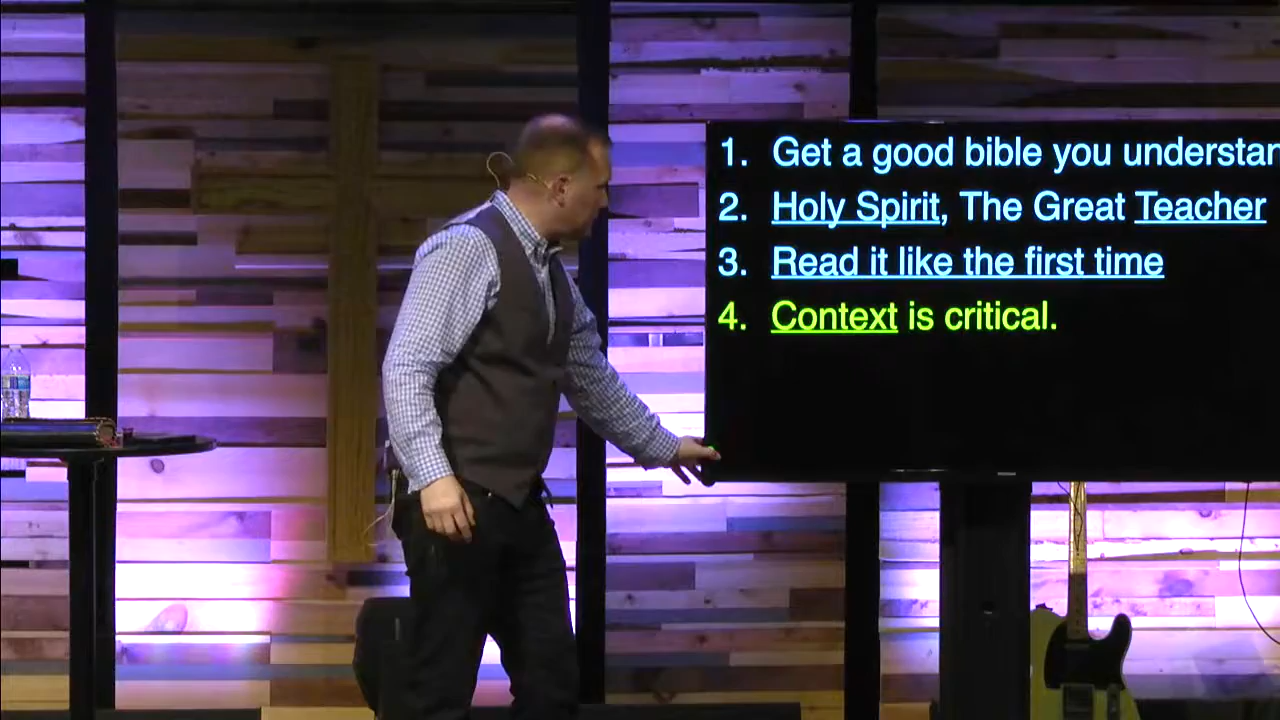 1. Get a good bible you understan
2. Holy Spirit, The Great Teacher
3. Read it like the first time
4. Context is critical.